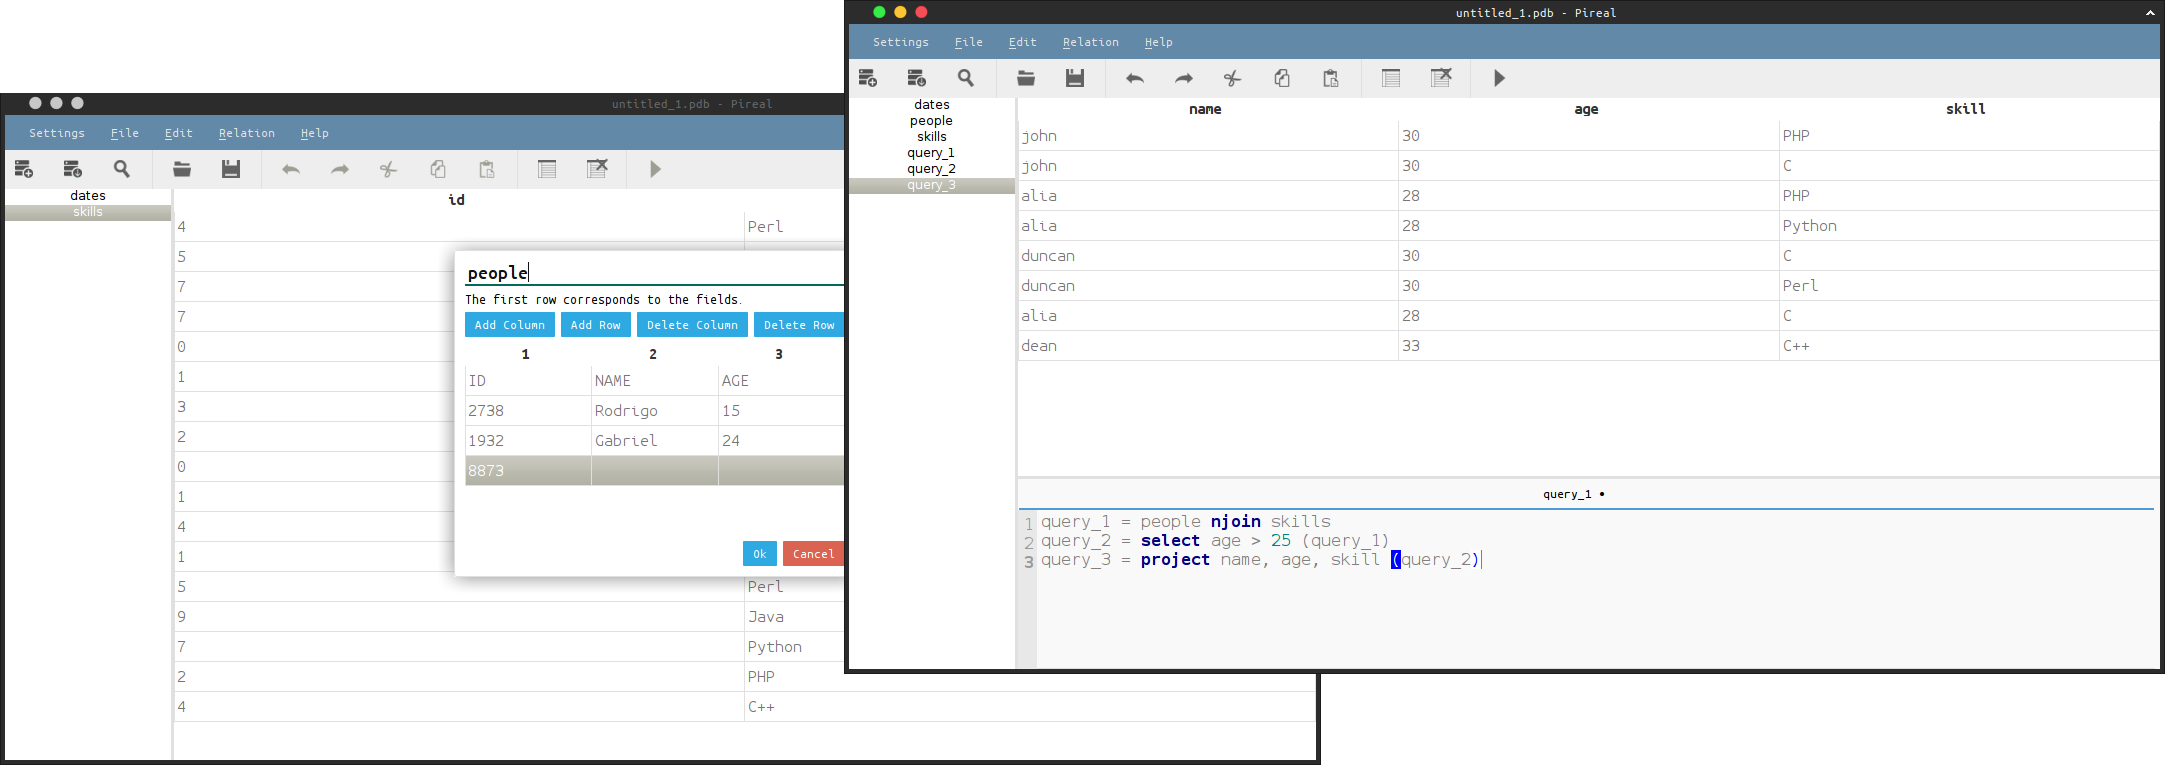 untitled_1.pdb - Pireal
Settings File Edit Relation Help
dates
skills
id
4 Perl
5
7
7
0
1
3
2
0
1
4
1
5 Perl
9 Java
7 Python
2 PHP
4 C++
people
The first row corresponds to the fields.
Add Column Add Row Delete Column Delete Row
1 2 3
ID NAME AGE
2738 Rodrigo 15
1932 Gabriel 24
8873
Ok Cancel
untitled_1.pdb - Pireal
Settings File Edit Relation Help
dates
people
skills
query_1
query_2
query_3
name age skill
john 30 PHP
john 30 C
alia 28 PHP
alia 28 Python
duncan 30 C
duncan 30 Perl
alia 28 C
dean 33 C++
query_1 •
1 query_1 = people njoin skills
2 query_2 = select age > 25 (query_1)
3 query_3 = project name, age, skill (query_2)